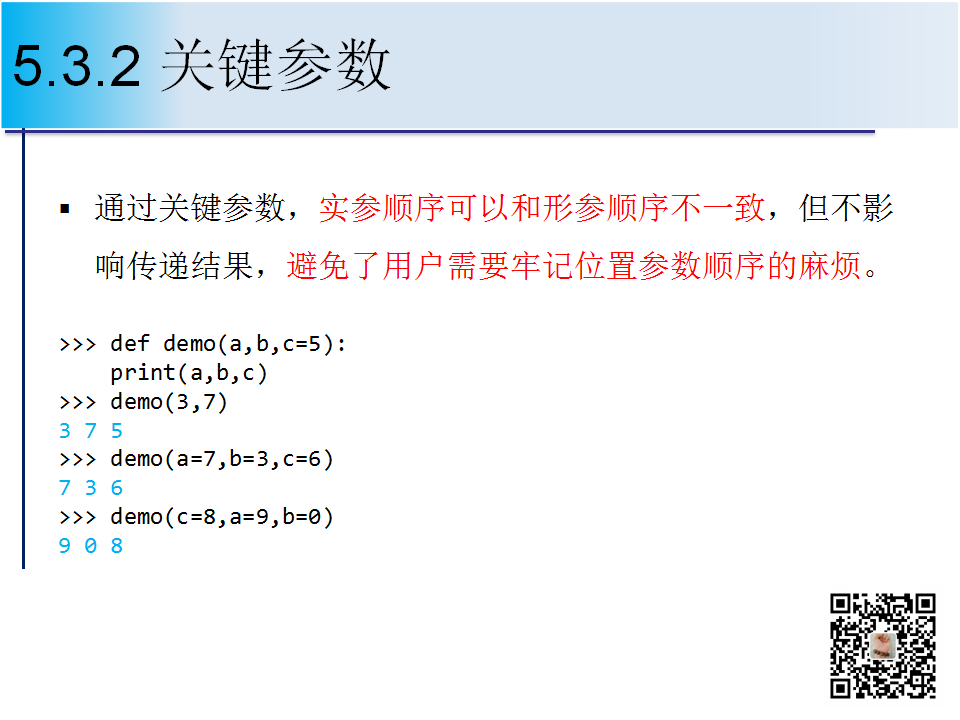 5.3.2 关键参数
▪ 通过关键参数，实参顺序可以和形参顺序不一致，但不影
响传递结果，避免了用户需要牢记位置参数顺序的麻烦。
>>> def demo(a,b,c=5):
    print(a,b,c)
>>> demo(3,7)
3 7 5
>>> demo(a=7,b=3,c=6)
7 3 6
>>> demo(c=8,a=9,b=0)
9 0 8